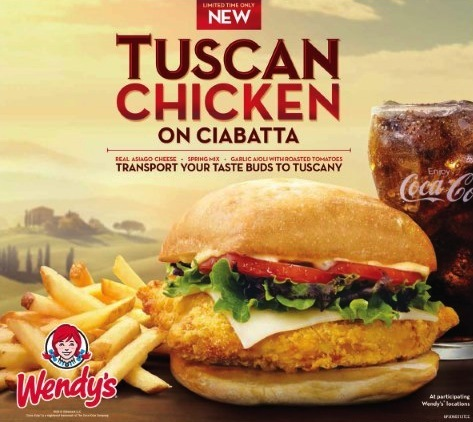 LIMITED TIME ONLY
NEW
TUSCAN
CHICKEN
ON CIABATTA
REAL ASIAGO CHEESE • SPRING MIX • GARLIC AIOLI WITH ROASTED TOMATOES
TRANSPORT YOUR TASTE BUDS TO TUSCANY
Enjoy
Coca-Co
Wendy's
At participating
Wendy's locations